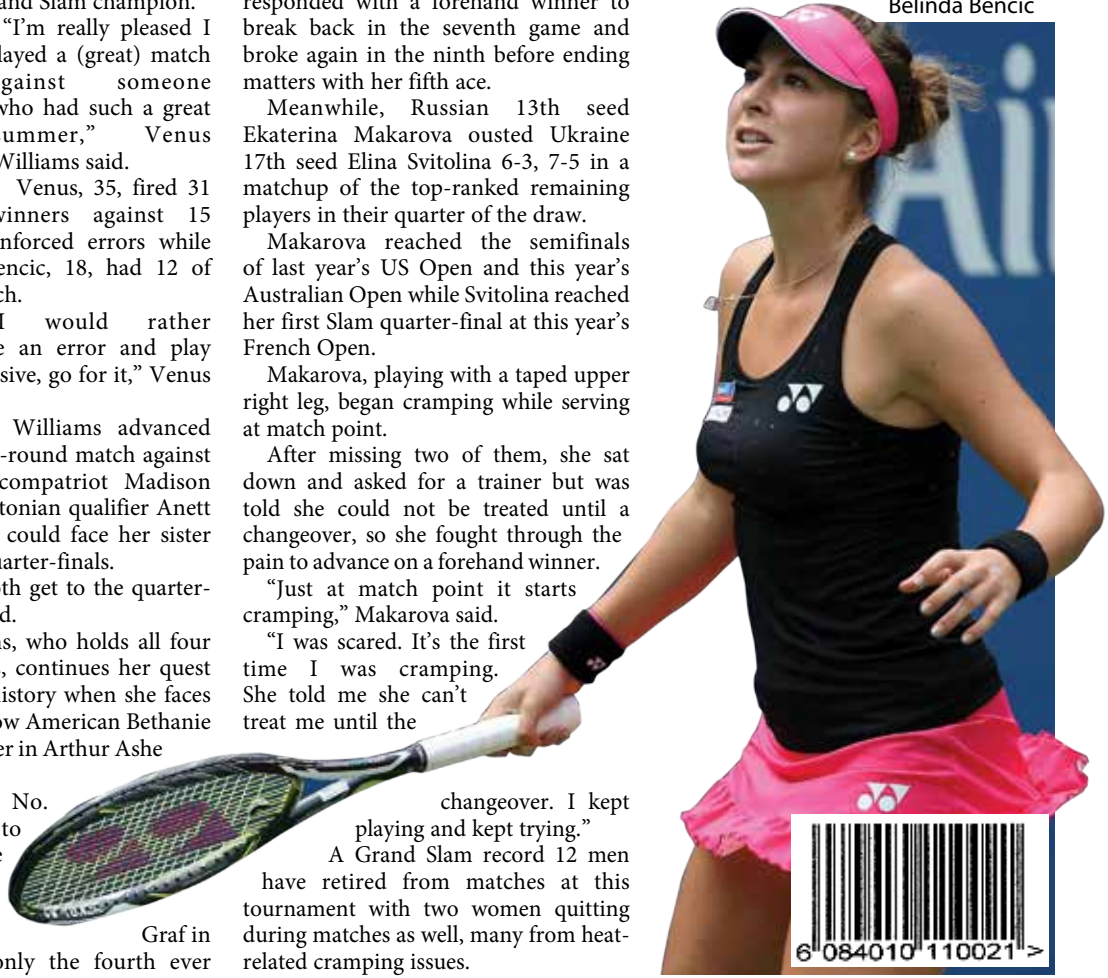 and Slam champion.
“I’m really pleased I
layed a (great) match
gainst someone
who had such a great
ummer,” Venus
Williams said.
Venus, 35, fired 31
winners against 15
nforced errors while
encic, 18, had 12 of
ch.
I would rather
e an error and play
sive, go for it,” Venus
Williams advanced
-round match against
compatriot Madison
tonian qualifier Anett
could face her sister
uarter-finals.
oth get to the quarter-
d.
s, who holds all four
, continues her quest
history when she faces
ow American Bethanie
er in Arthur Ashe
No.
to
e
Graf in
only the fourth ever
responded with a forehand winner to
break back in the seventh game and
broke again in the ninth before ending
matters with her fifth ace.
Meanwhile, Russian 13th seed
Ekaterina Makarova ousted Ukraine
17th seed Elina Svitolina 6-3, 7-5 in a
matchup of the top-ranked remaining
players in their quarter of the draw.
Makarova reached the semifinals
of last year’s US Open and this year’s
Australian Open while Svitolina reached
her first Slam quarter-final at this year’s
French Open.
Makarova, playing with a taped upper
right leg, began cramping while serving
at match point.
After missing two of them, she sat
down and asked for a trainer but was
told she could not be treated until a
changeover, so she fought through the
pain to advance on a forehand winner.
“Just at match point it starts
cramping,” Makarova said.
“I was scared. It’s the first
time I was cramping.
She told me she can’t
treat me until the
changeover. I kept
playing and kept trying.”
A Grand Slam record 12 men
have retired from matches at this
tournament with two women quitting
during matches as well, many from heat-
related cramping issues.
Belinda Bencic
Ai
6 084010 110021 >